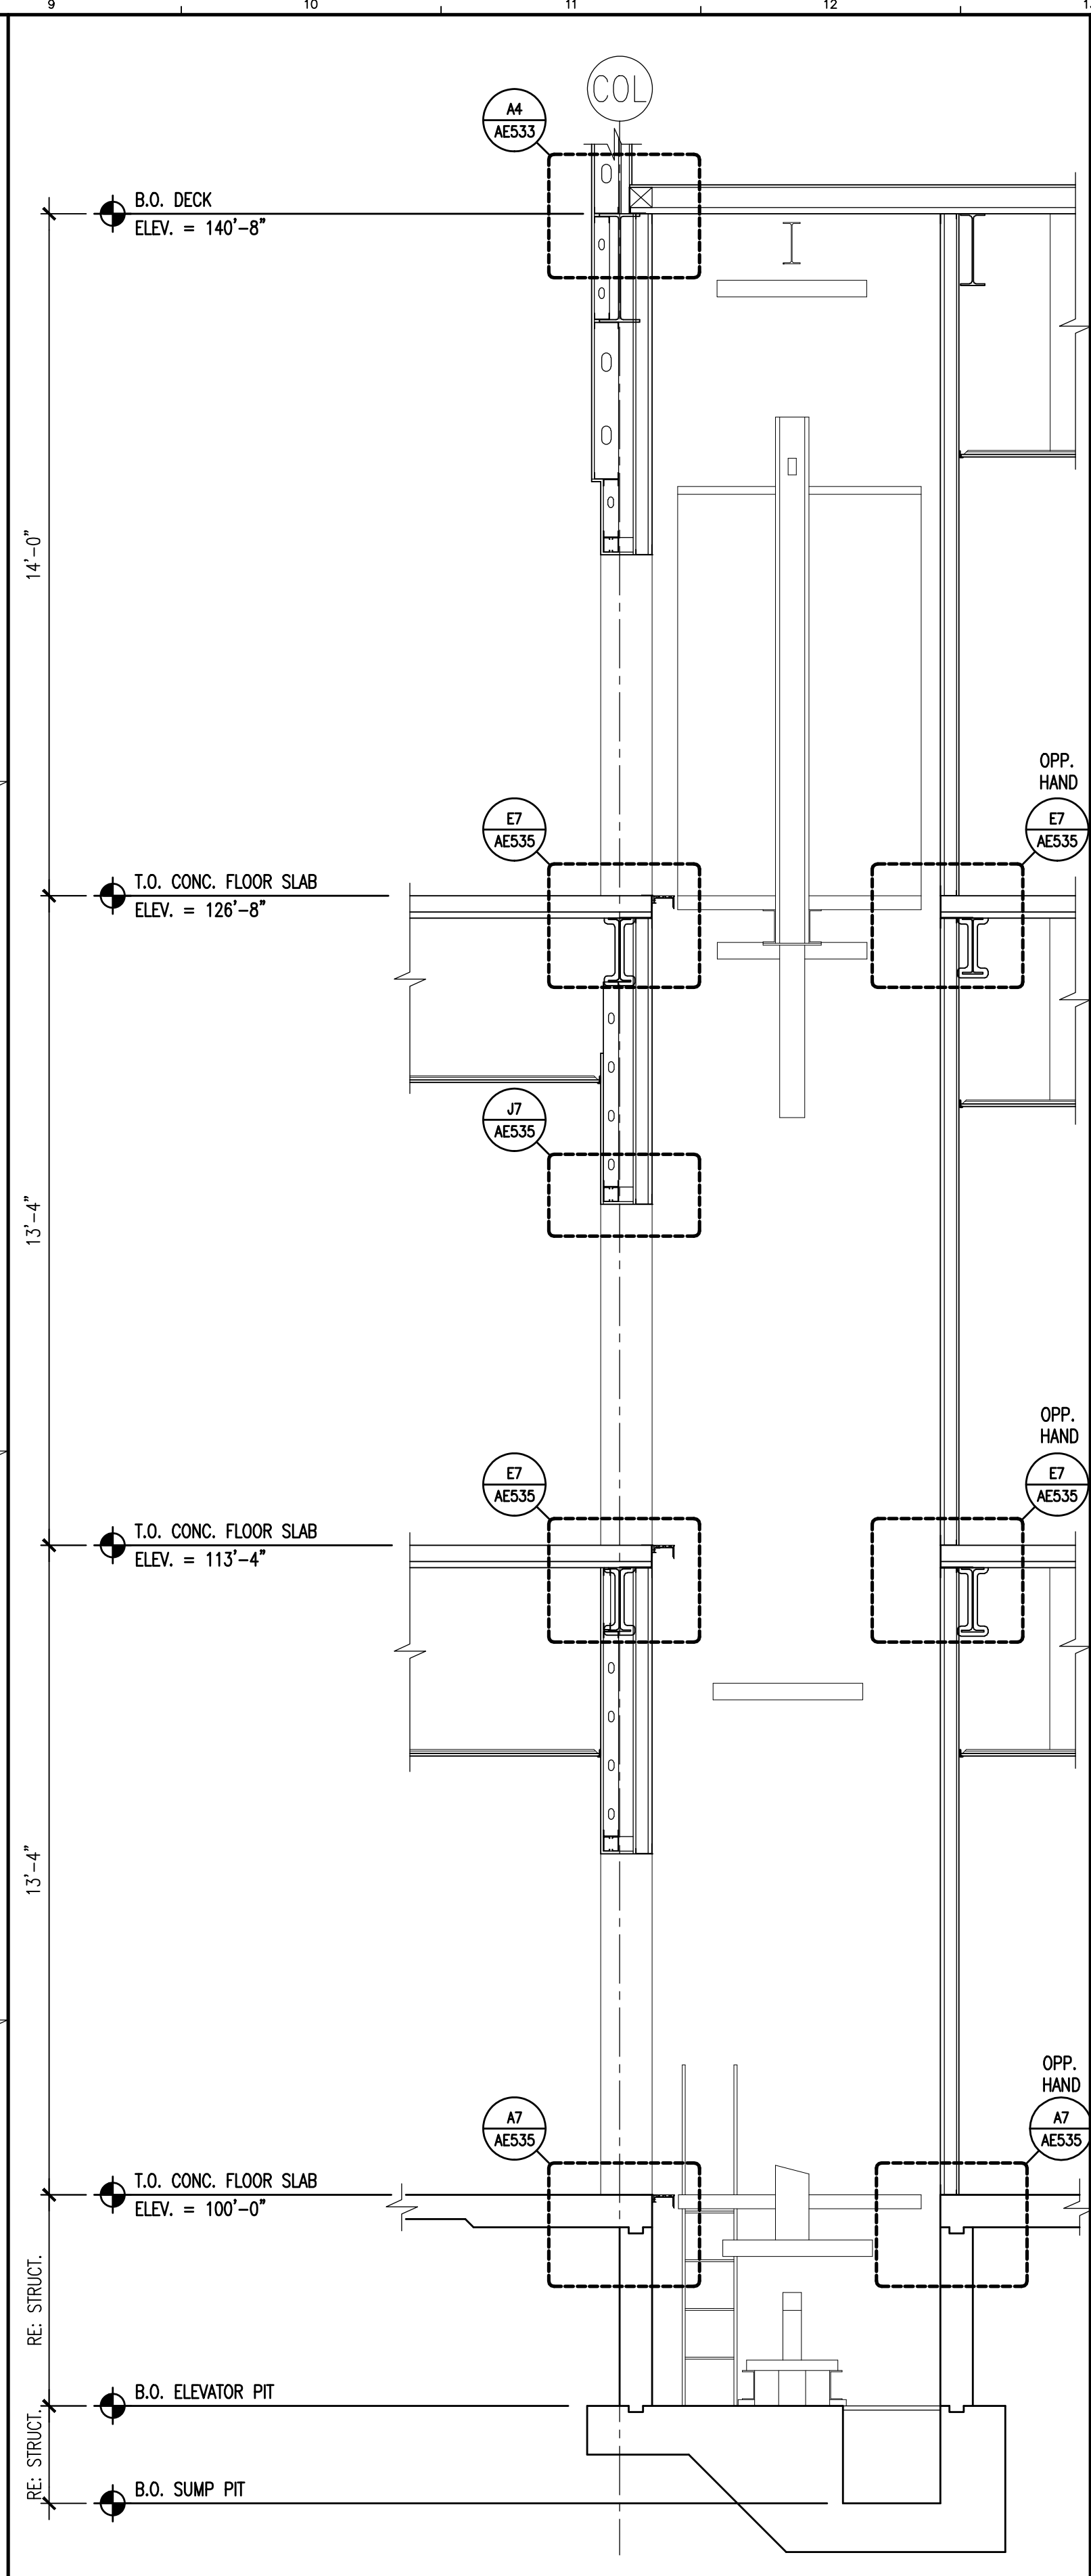 9
10
11
12
COL
A4
AE533
B.O. DECK
ELEV. = 140'-8"
14'-0"
OPP.
HAND
E7
AE535
E7
AE535
T.O. CONC. FLOOR SLAB
ELEV. = 126'-8"
J7
AE535
13'-4"
OPP.
HAND
E7
AE535
E7
AE535
T.O. CONC. FLOOR SLAB
ELEV. = 113'-4"
13'-4"
OPP.
HAND
A7
AE535
A7
AE535
T.O. CONC. FLOOR SLAB
ELEV. = 100'-0"
RE: STRUCT.
B.O. ELEVATOR PIT
RE: STRUCT.
B.O. SUMP PIT